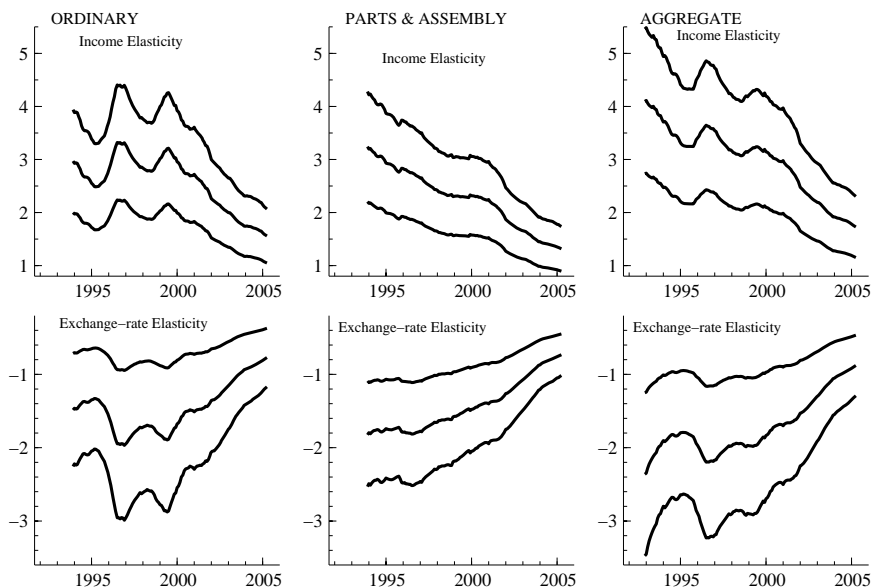 ORDINARY
Income Elasticity
5
4
3
2
1
1995 2000 2005
PARTS & ASSEMBLY
Income Elasticity
1995 2000 2005
AGGREGATE
Income Elasticity
1995 2000 2005
Exchange−rate Elasticity
−1
−2
−3
1995 2000 2005
Exchange−rate Elasticity
1995 2000 2005
Exchange−rate Elasticity
1995 2000 2005